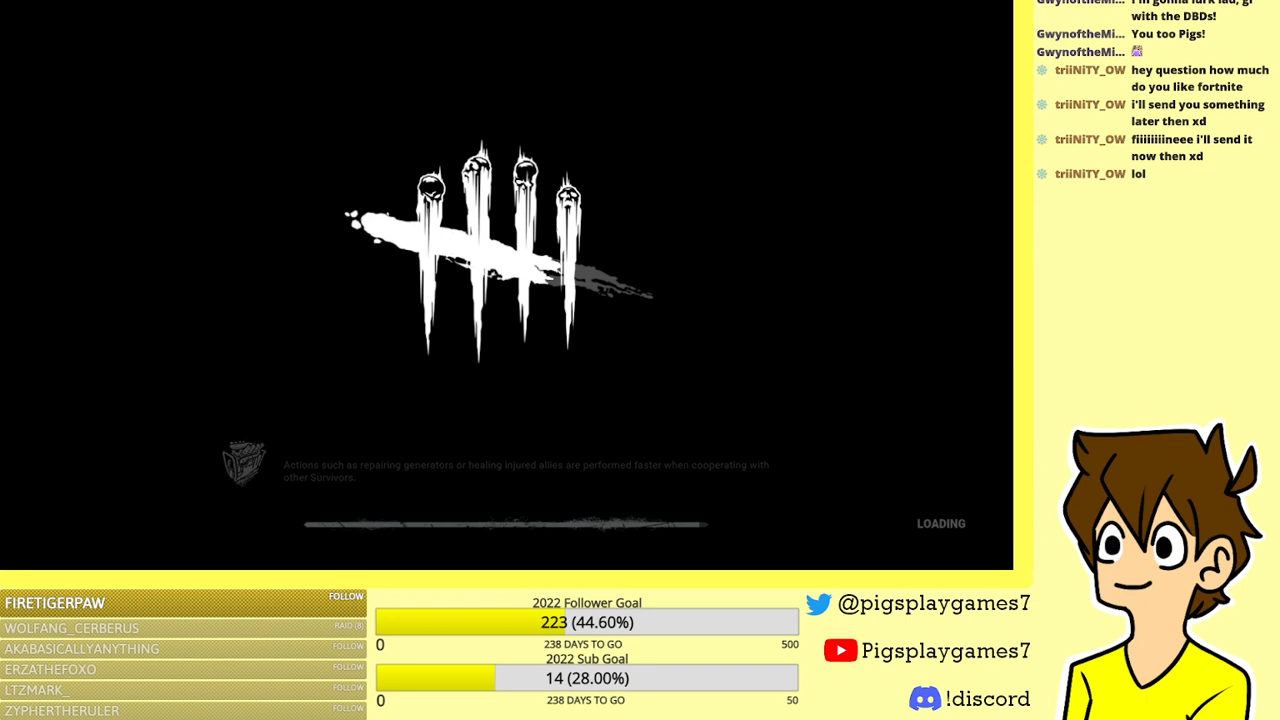 with the DBDs!
GwynoftheMi... You too Pigs!
GwynoftheMi...
triiNiTY_OW hey question how much
do you like fortnite
triiNiTY_OW i'll send you something
later then xd
triiNiTY_OW fiiiiiiineee i'll send it
now then xd
triiNiTY_OW lol
Actions such as repairing generators or healing injured allies are performed faster when cooperating with
other Survivors.
LOADING
FIRETIGERPAW FOLLOW
WOLFANG_CERBERUS RAID (8)
AKABASICALLYANYTHING FOLLOW
ERZATHEFOXO FOLLOW
LTZMARK_ FOLLOW
ZYPHERTHERULER FOLLOW
2022 Follower Goal
223 (44.60%)
0 238 DAYS TO GO 500
2022 Sub Goal
14 (28.00%)
0 238 DAYS TO GO 50
@pigsplaygames7
Pigsplaygames7
!discord